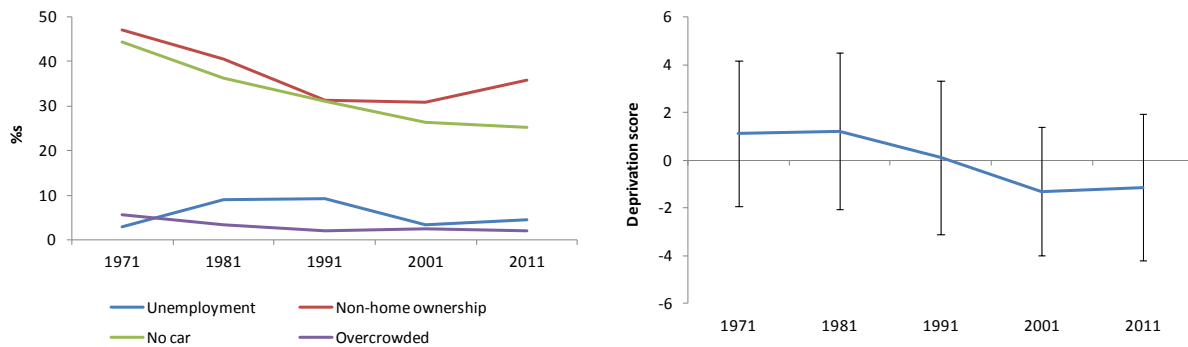 50
40
30
20
10
0
%s
1971 1981 1991 2001 2011
Unemployment Non-home ownership
No car Overcrowded
6
4
2
0
-2
-4
-6
Deprivation score
1971 1981 1991 2001 2011